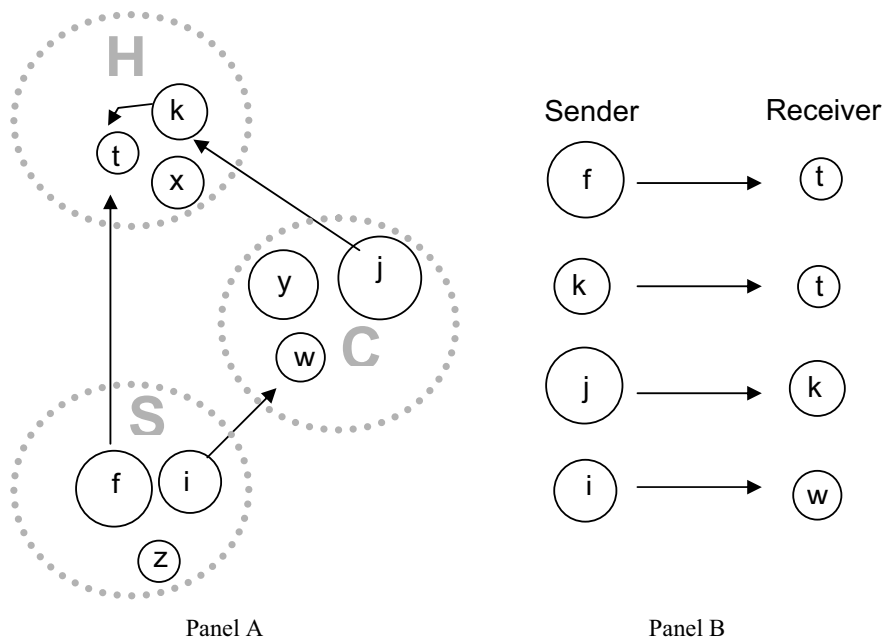 H
k
t
x
j
y
w
C
S
f
i
z
Panel A
Sender Receiver
f t
k t
j k
i w
Panel B